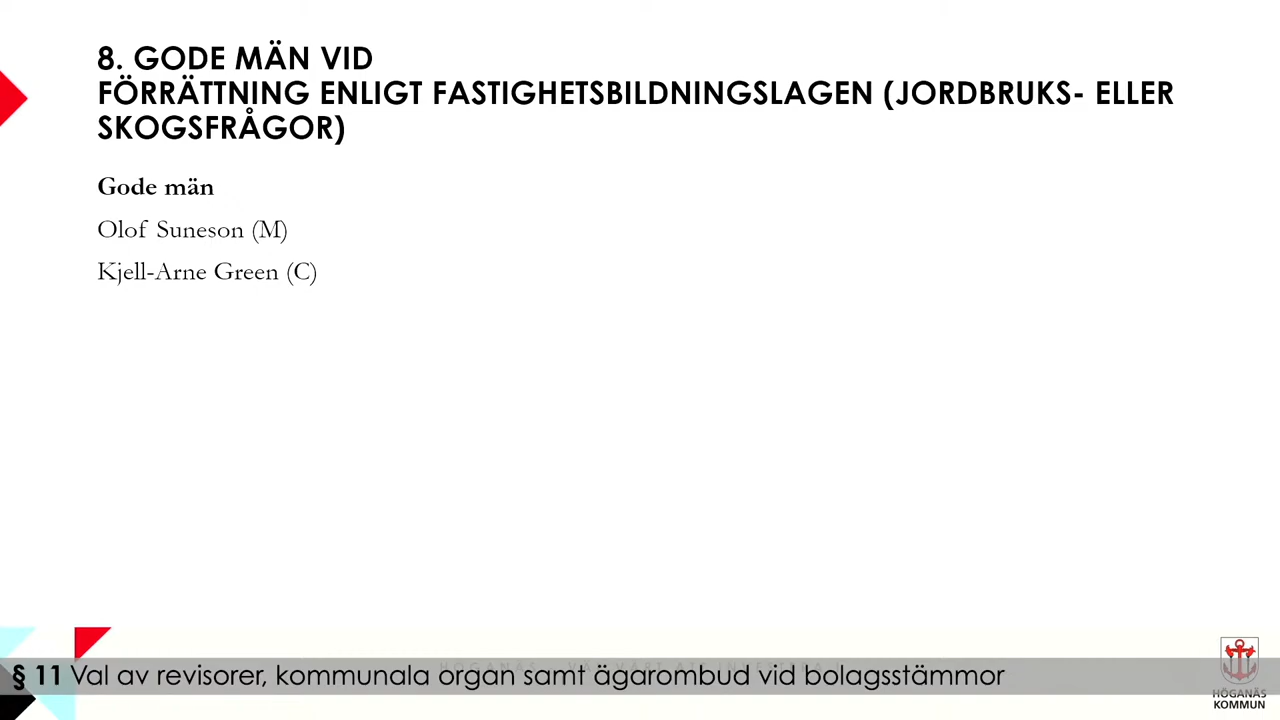 8. GODE MÄN VID
FÖRRÄTTNING ENLIGT FASTIGHETSBILDNINGSLAGEN (JORDBRUKS- ELLER
SKOGSFRÅGOR)
Gode män
Olof Suneson (M)
Kjell-Arne Green (C)
§ 11 Val av revisorer, kommunala organ samt ägarombud vid bolagsstämmor
HÖGANÄS
KOMMUN